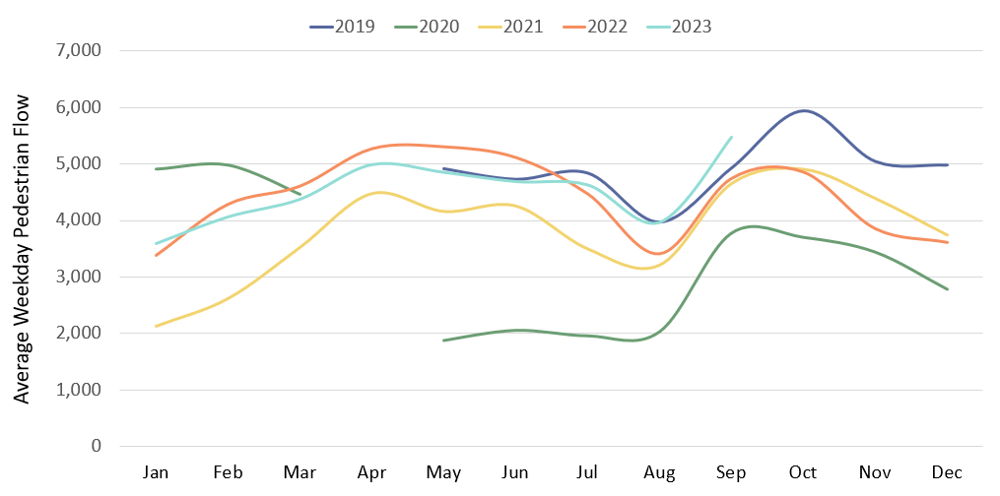 2019 2020 2021 2022 2023
7,000
6,000
5,000
4,000
3,000
2,000
1,000
0
Average Weekday Pedestrian Flow
Jan Feb Mar Apr May Jun Jul Aug Sep Oct Nov Dec